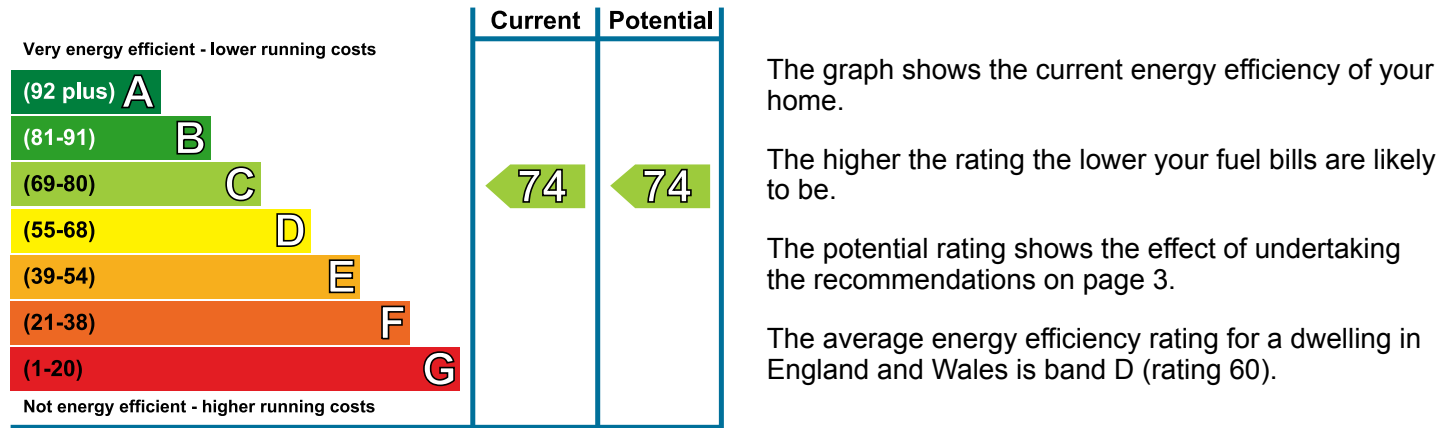 Current Potential
Very energy efficient - lower running costs
(92 plus) A
(81-91) B
(69-80) C 74 74
(55-68) D
(39-54) E
(21-38) F
(1-20) G
Not energy efficient - higher running costs
The graph shows the current energy efficiency of your
home.
The higher the rating the lower your fuel bills are likely
to be.
The potential rating shows the effect of undertaking
the recommendations on page 3.
The average energy efficiency rating for a dwelling in
England and Wales is band D (rating 60).